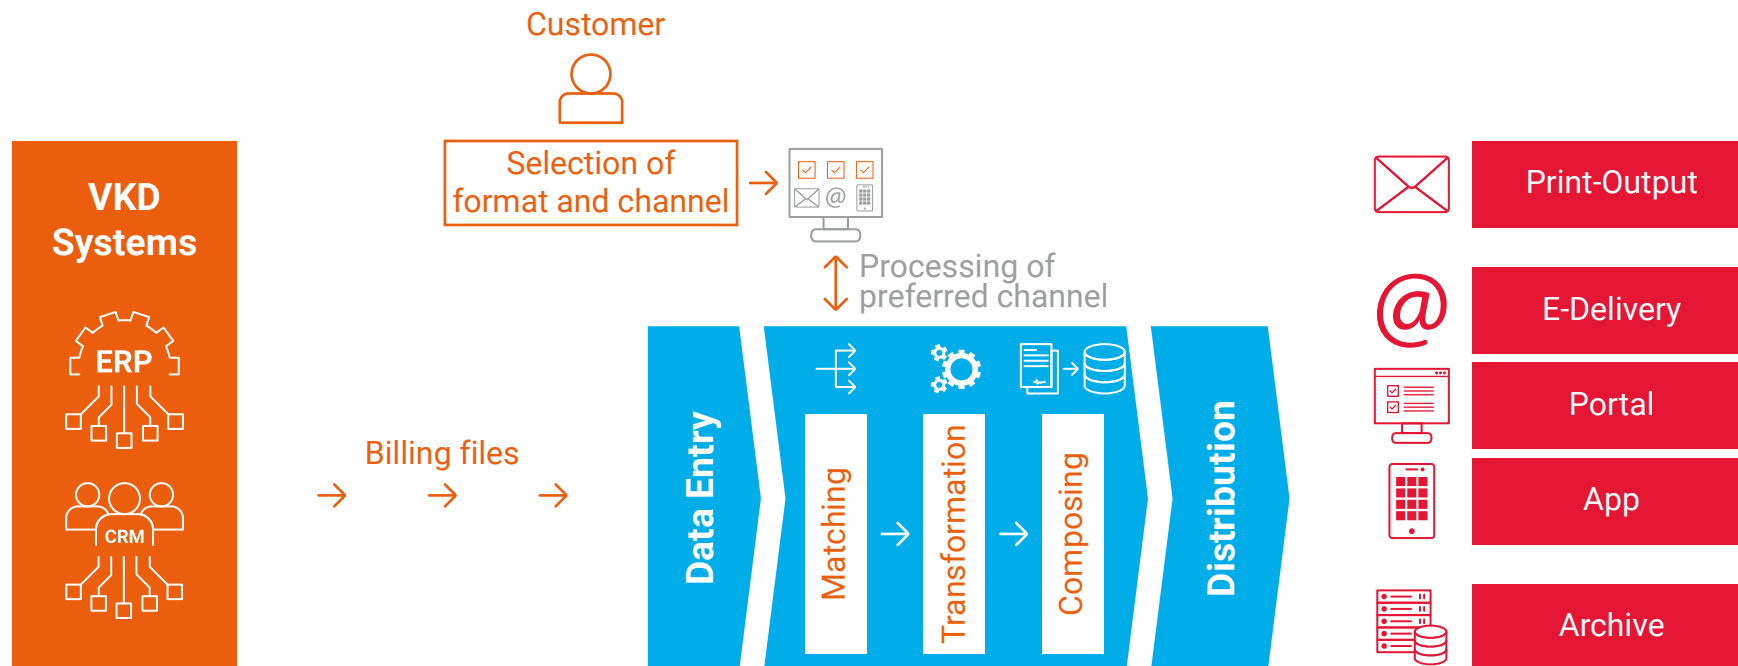 Customer
Selection of
format and channel
@
Processing of
preferred channel
VKD
Systems
ERP
CRM
Billing files
Data Entry
Matching
Transformation
Composing
Distribution
Print-Output
@
E-Delivery
Portal
App
Archive